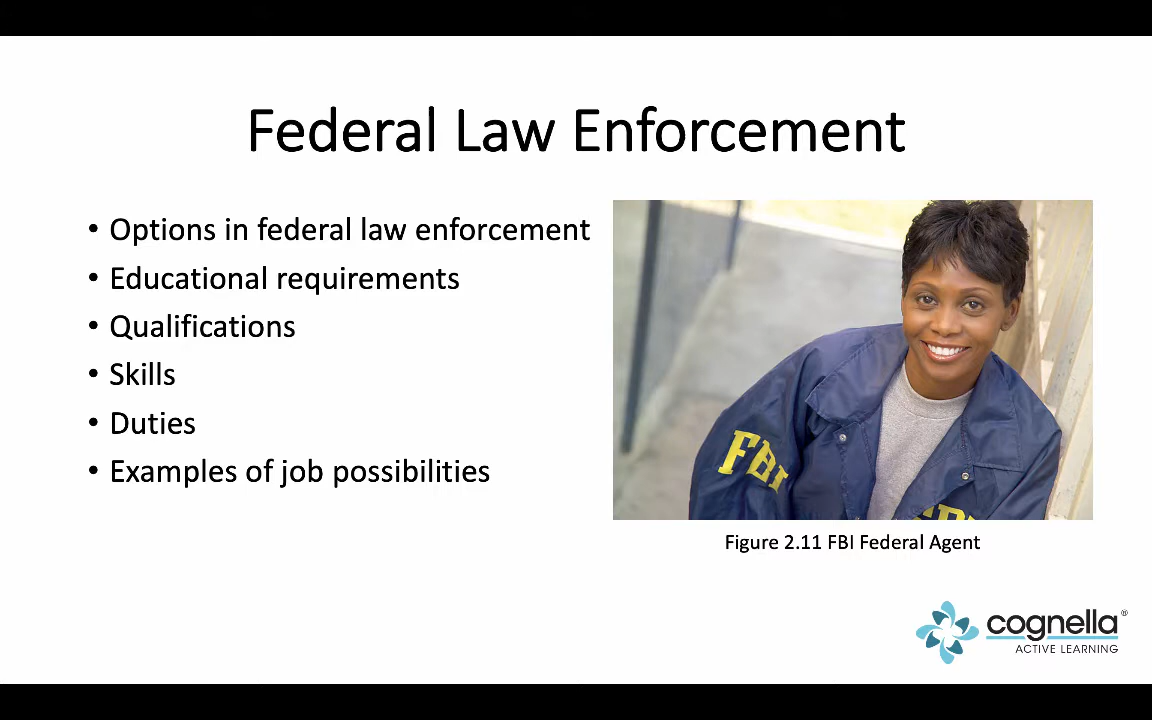 Federal Law Enforcement
• Options in federal law enforcement
• Educational requirements
• Qualifications
• Skills
• Duties
• Examples of job possibilities
FBI
Figure 2.11 FBI Federal Agent
cognella®
ACTIVE LEARNING